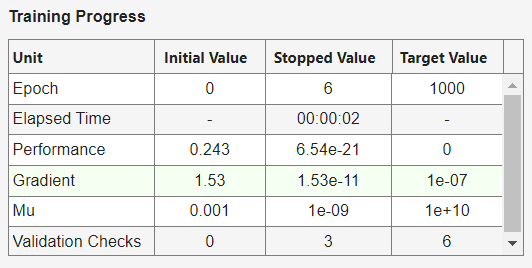 Training Progress
Unit Initial Value Stopped Value Target Value
Epoch 0 6 1000
Elapsed Time - 00:00:02 -
Performance 0.243 6.54e-21 0
Gradient 1.53 1.53e-11 1e-07
Mu 0.001 1e-09 1e+10
Validation Checks 0 3 6